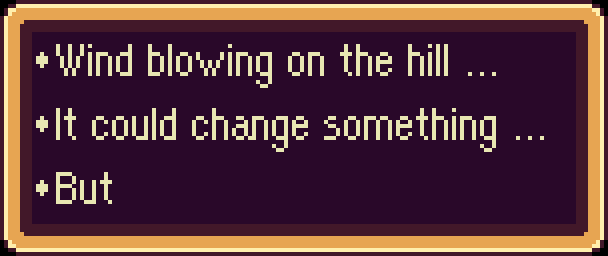 •Wind blowing on the hill ...
•It could change something ...
•But